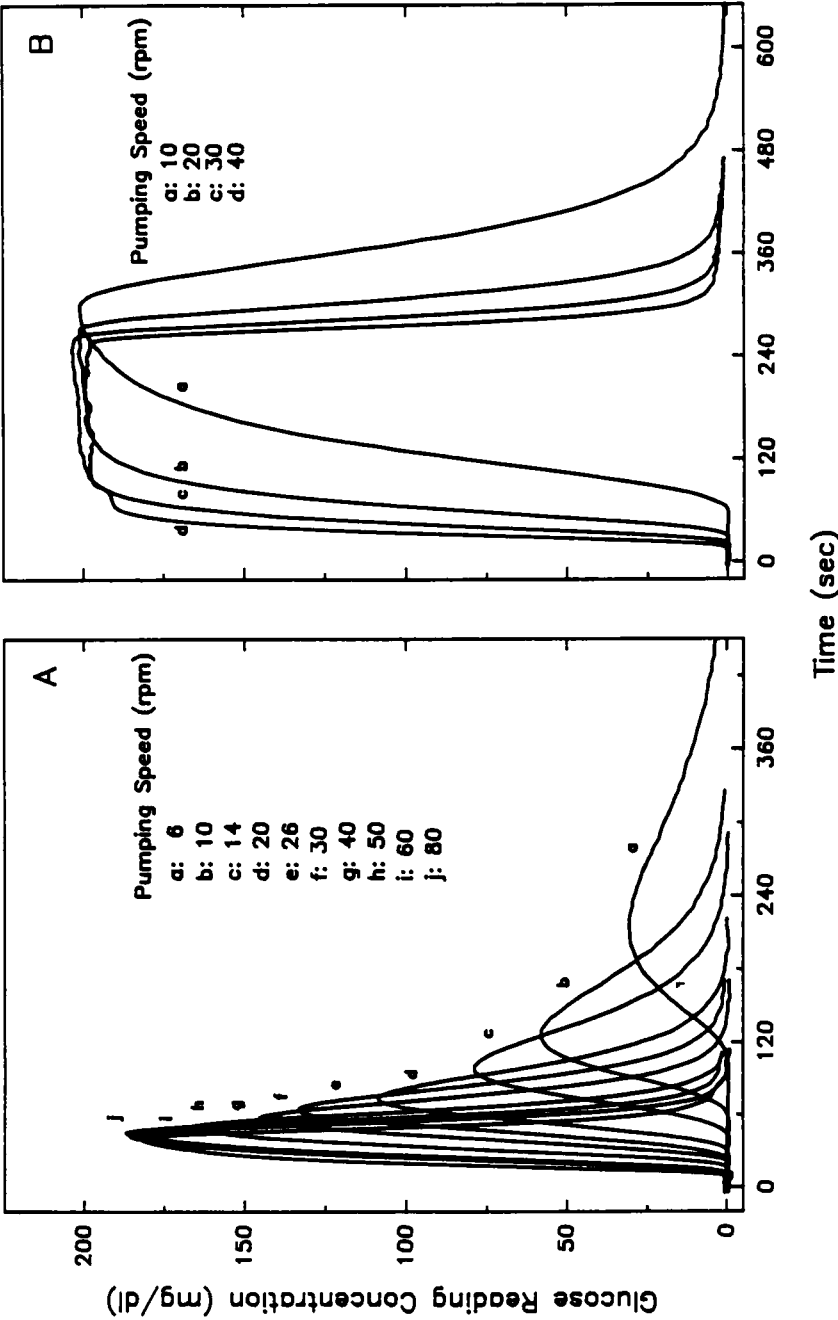 A
Pumping Speed (rpm)
a: 6
b: 10
c: 14
d: 20
e: 26
f: 30
g: 40
h: 50
i: 60
j: 80
j
i
h
g
f
e
d
c
b
a
200
150
100
50
0
0
120
240
360
Glucose Reading Concentration (mg/dl)
B
Pumping Speed (rpm)
a: 10
b: 20
c: 30
d: 40
d
c
b
a
0
120
240
360
480
600
Time (sec)